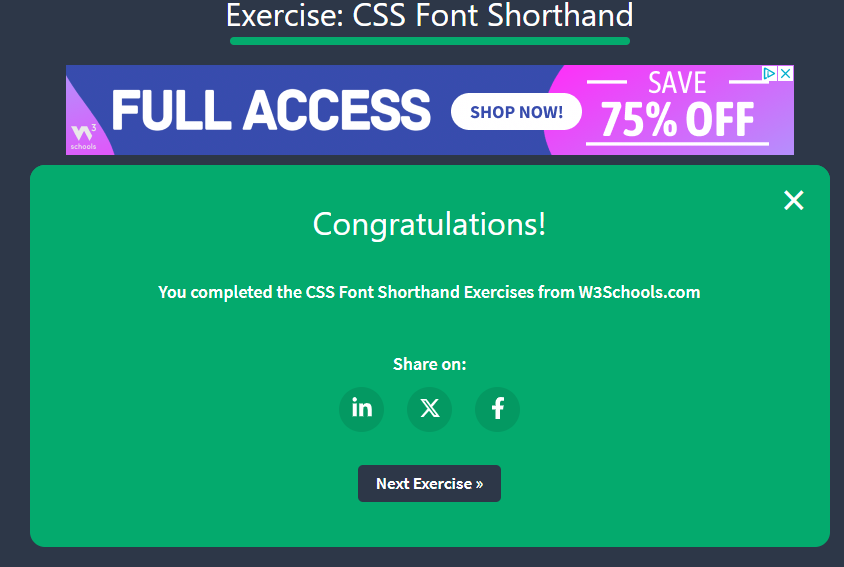 Exercise: CSS Font Shorthand
FULL ACCESS
SHOP NOW!
SAVE
75% OFF
W3
schools
Congratulations!
You completed the CSS Font Shorthand Exercises from W3Schools.com
Share on:
in
X
f
Next Exercise »